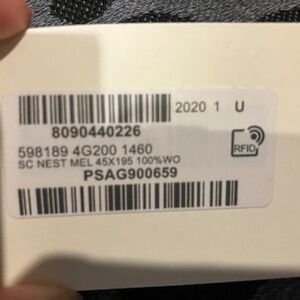 2020 1 U
8090440226
598189 4G200 1460
SC NEST MEL 45X195 100%WO
RFID
PSAG900659